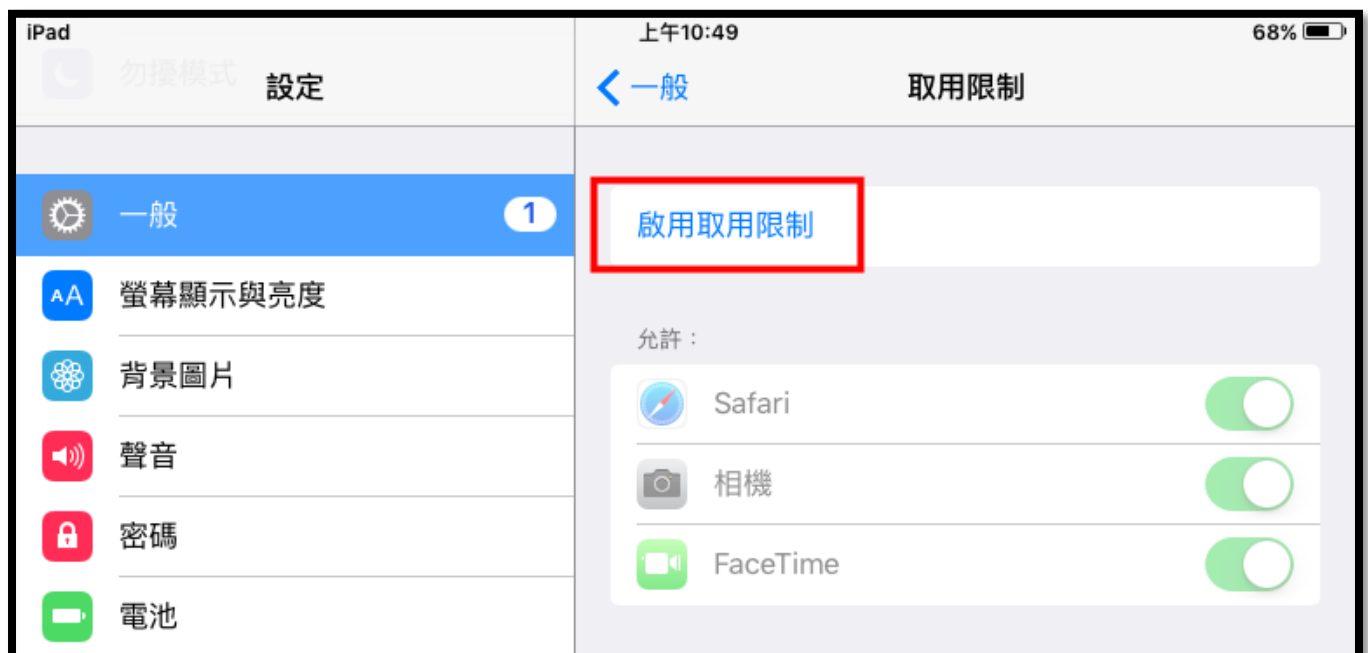 iPad 上午10:49 68%
勿擾模式
設定
一般 取用限制
一般 1
啟用取用限制
螢幕顯示與亮度
允許：
背景圖片
Safari
聲音
相機
密碼
FaceTime
電池